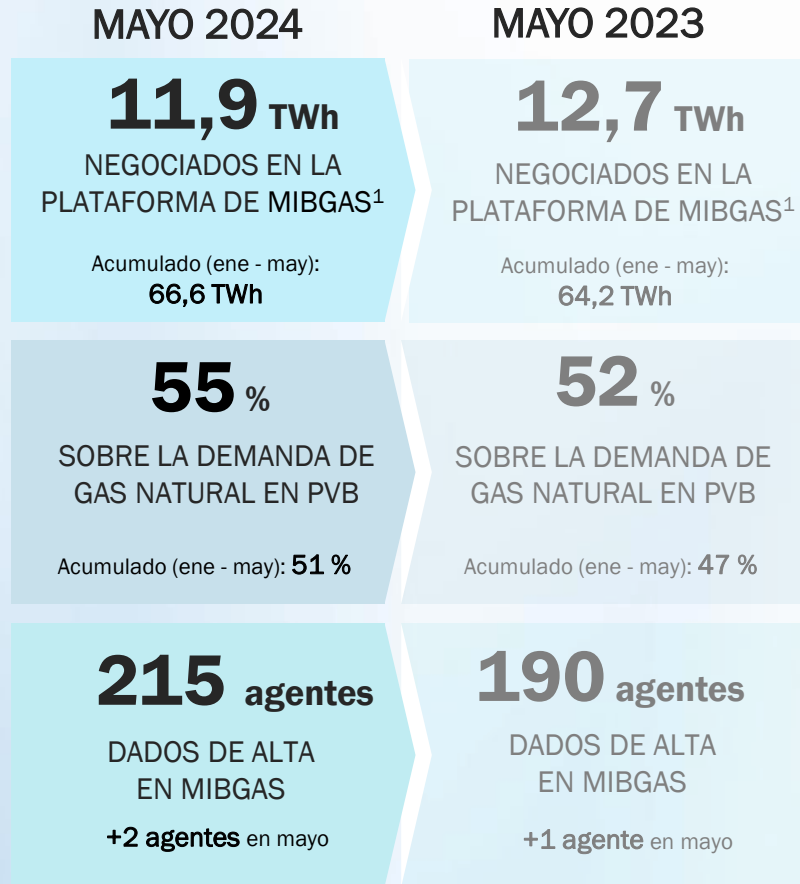 MAYO 2024
11,9 TWh
NEGOCIADOS EN LA
PLATAFORMA DE MIBGAS¹
Acumulado (ene - may):
66,6 TWh
55 %
SOBRE LA DEMANDA DE
GAS NATURAL EN PVB
Acumulado (ene - may): 51 %
215 agentes
DADOS DE ALTA
EN MIBGAS
+2 agentes en mayo
MAYO 2023
12,7 TWh
NEGOCIADOS EN LA
PLATAFORMA DE MIBGAS¹
Acumulado (ene - may):
64,2 TWh
52 %
SOBRE LA DEMANDA DE
GAS NATURAL EN PVB
Acumulado (ene - may): 47 %
190 agentes
DADOS DE ALTA
EN MIBGAS
+1 agente en mayo